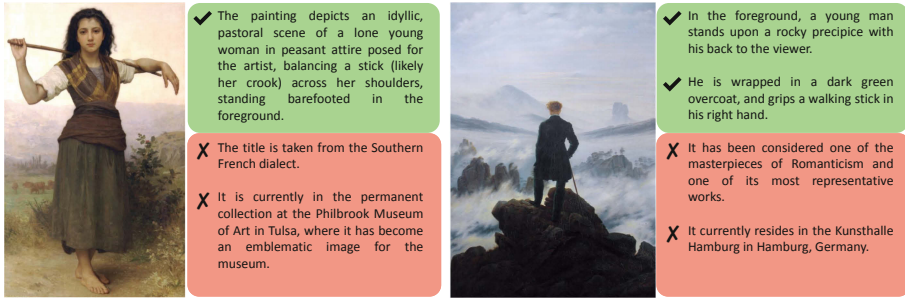 ✓ The painting depicts an idyllic,
pastoral scene of a lone young
woman in peasant attire posed for
the artist, balancing a stick (likely
her crook) across her shoulders,
standing barefooted in the
foreground.
✗ The title is taken from the Southern
French dialect.
✗ It is currently in the permanent
collection at the Philbrook Museum
of Art in Tulsa, where it has become
an emblematic image for the
museum.
✓ In the foreground, a young man
stands upon a rocky precipice with
his back to the viewer.
✓ He is wrapped in a dark green
overcoat, and grips a walking stick in
his right hand.
✗ It has been considered one of the
masterpieces of Romanticism and
one of its most representative
works.
✗ It currently resides in the Kunsthalle
Hamburg in Hamburg, Germany.